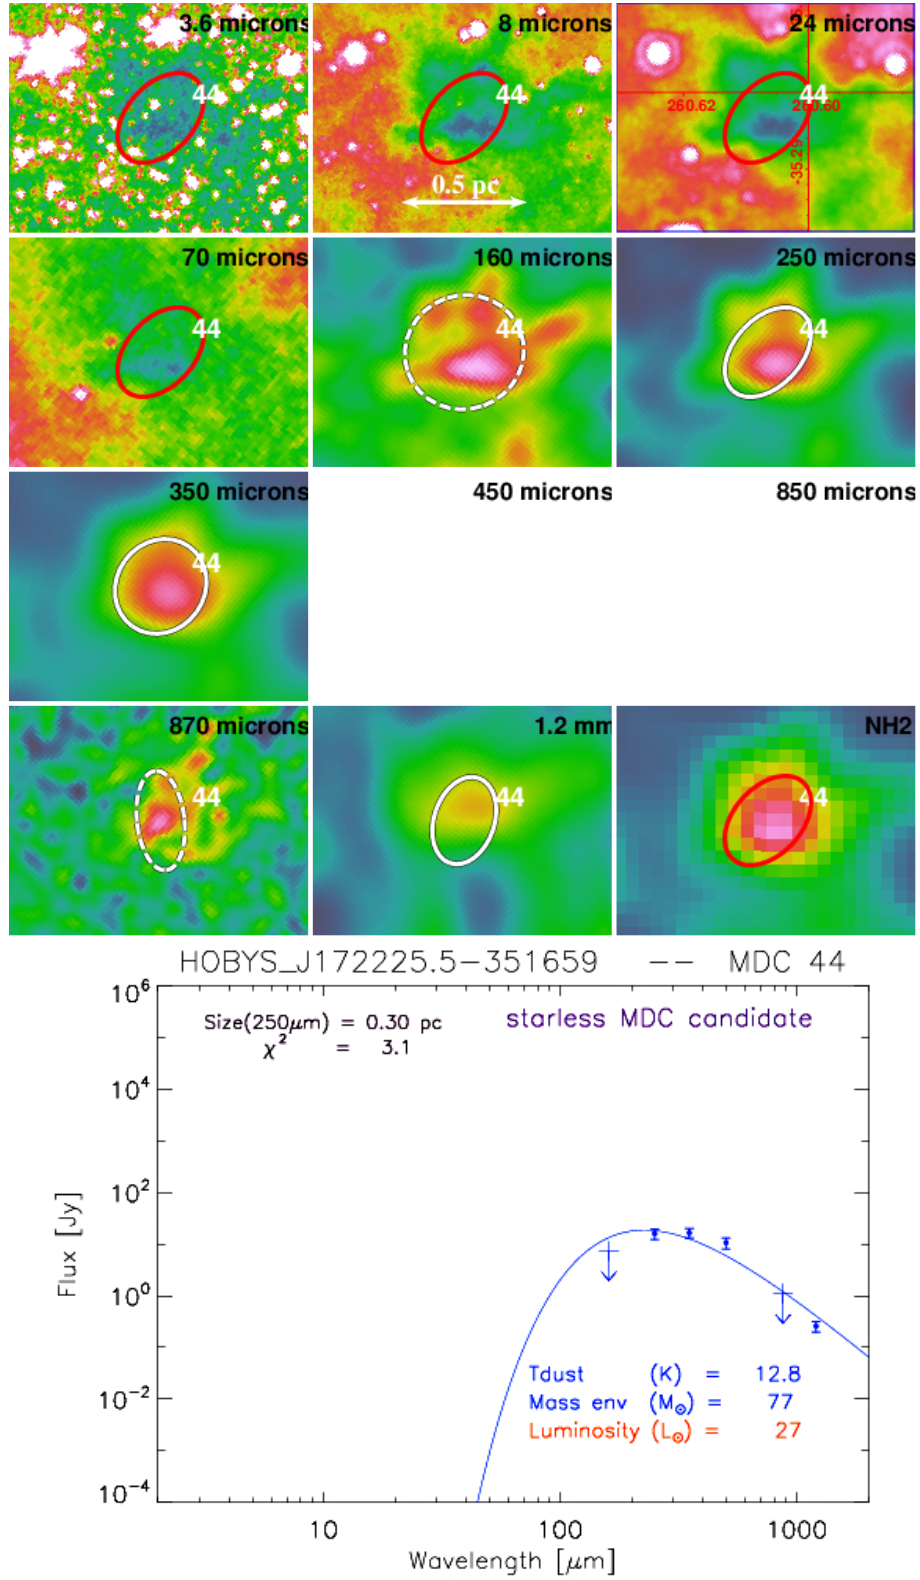 3.6 microns
44
8 microns
44
0.5 pc
24 microns
44
260.62
260.60
-35.29
70 microns
44
160 microns
44
250 microns
44
350 microns
44
450 microns
850 microns
870 microns
44
1.2 mm
44
NH2
44
HOBYS_J172225.5-351659 -- MDC 44
Size(250μm) = 0.30 pc
χ² = 3.1
starless MDC candidate
10⁶
10⁴
10²
10⁰
10⁻²
10⁻⁴
Flux [Jy]
Tdust (K) = 12.8
Mass env (M☉) = 77
Luminosity (L☉) = 27
10
100
1000
Wavelength [μm]